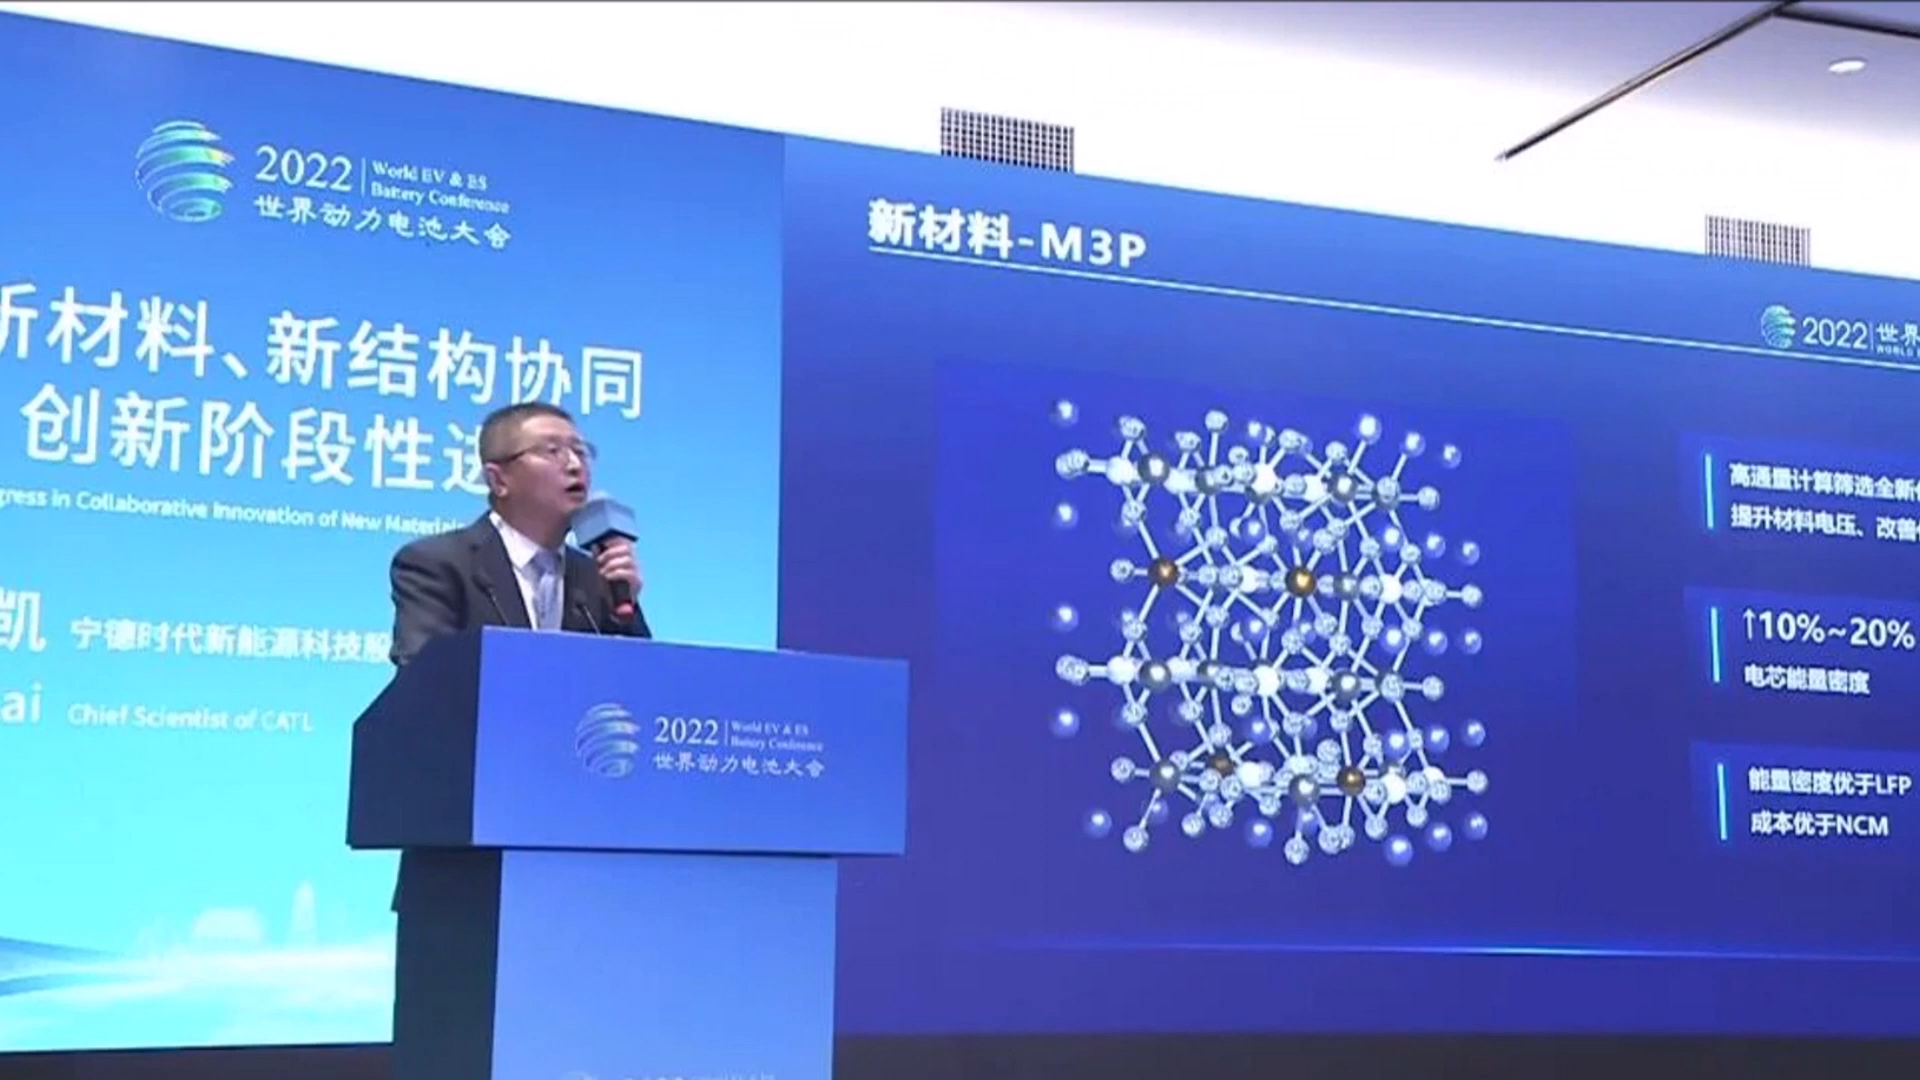 2022
World EV & ES
Battery Conference
世界动力电池大会
新材料、新结构协同
创新阶段性进
gress in Collaborative Innovation of New Materials
凯 宁德时代新能源科技股
ai Chief Scientist of CATL
2022
World EV & ES
Battery Conference
世界动力电池大会
新材料-M3P
2022 世界
WORLD
高通量计算筛选全新
提升材料电压、改善
↑10%~20%
电芯能量密度
能量密度优于LFP
成本优于NCM